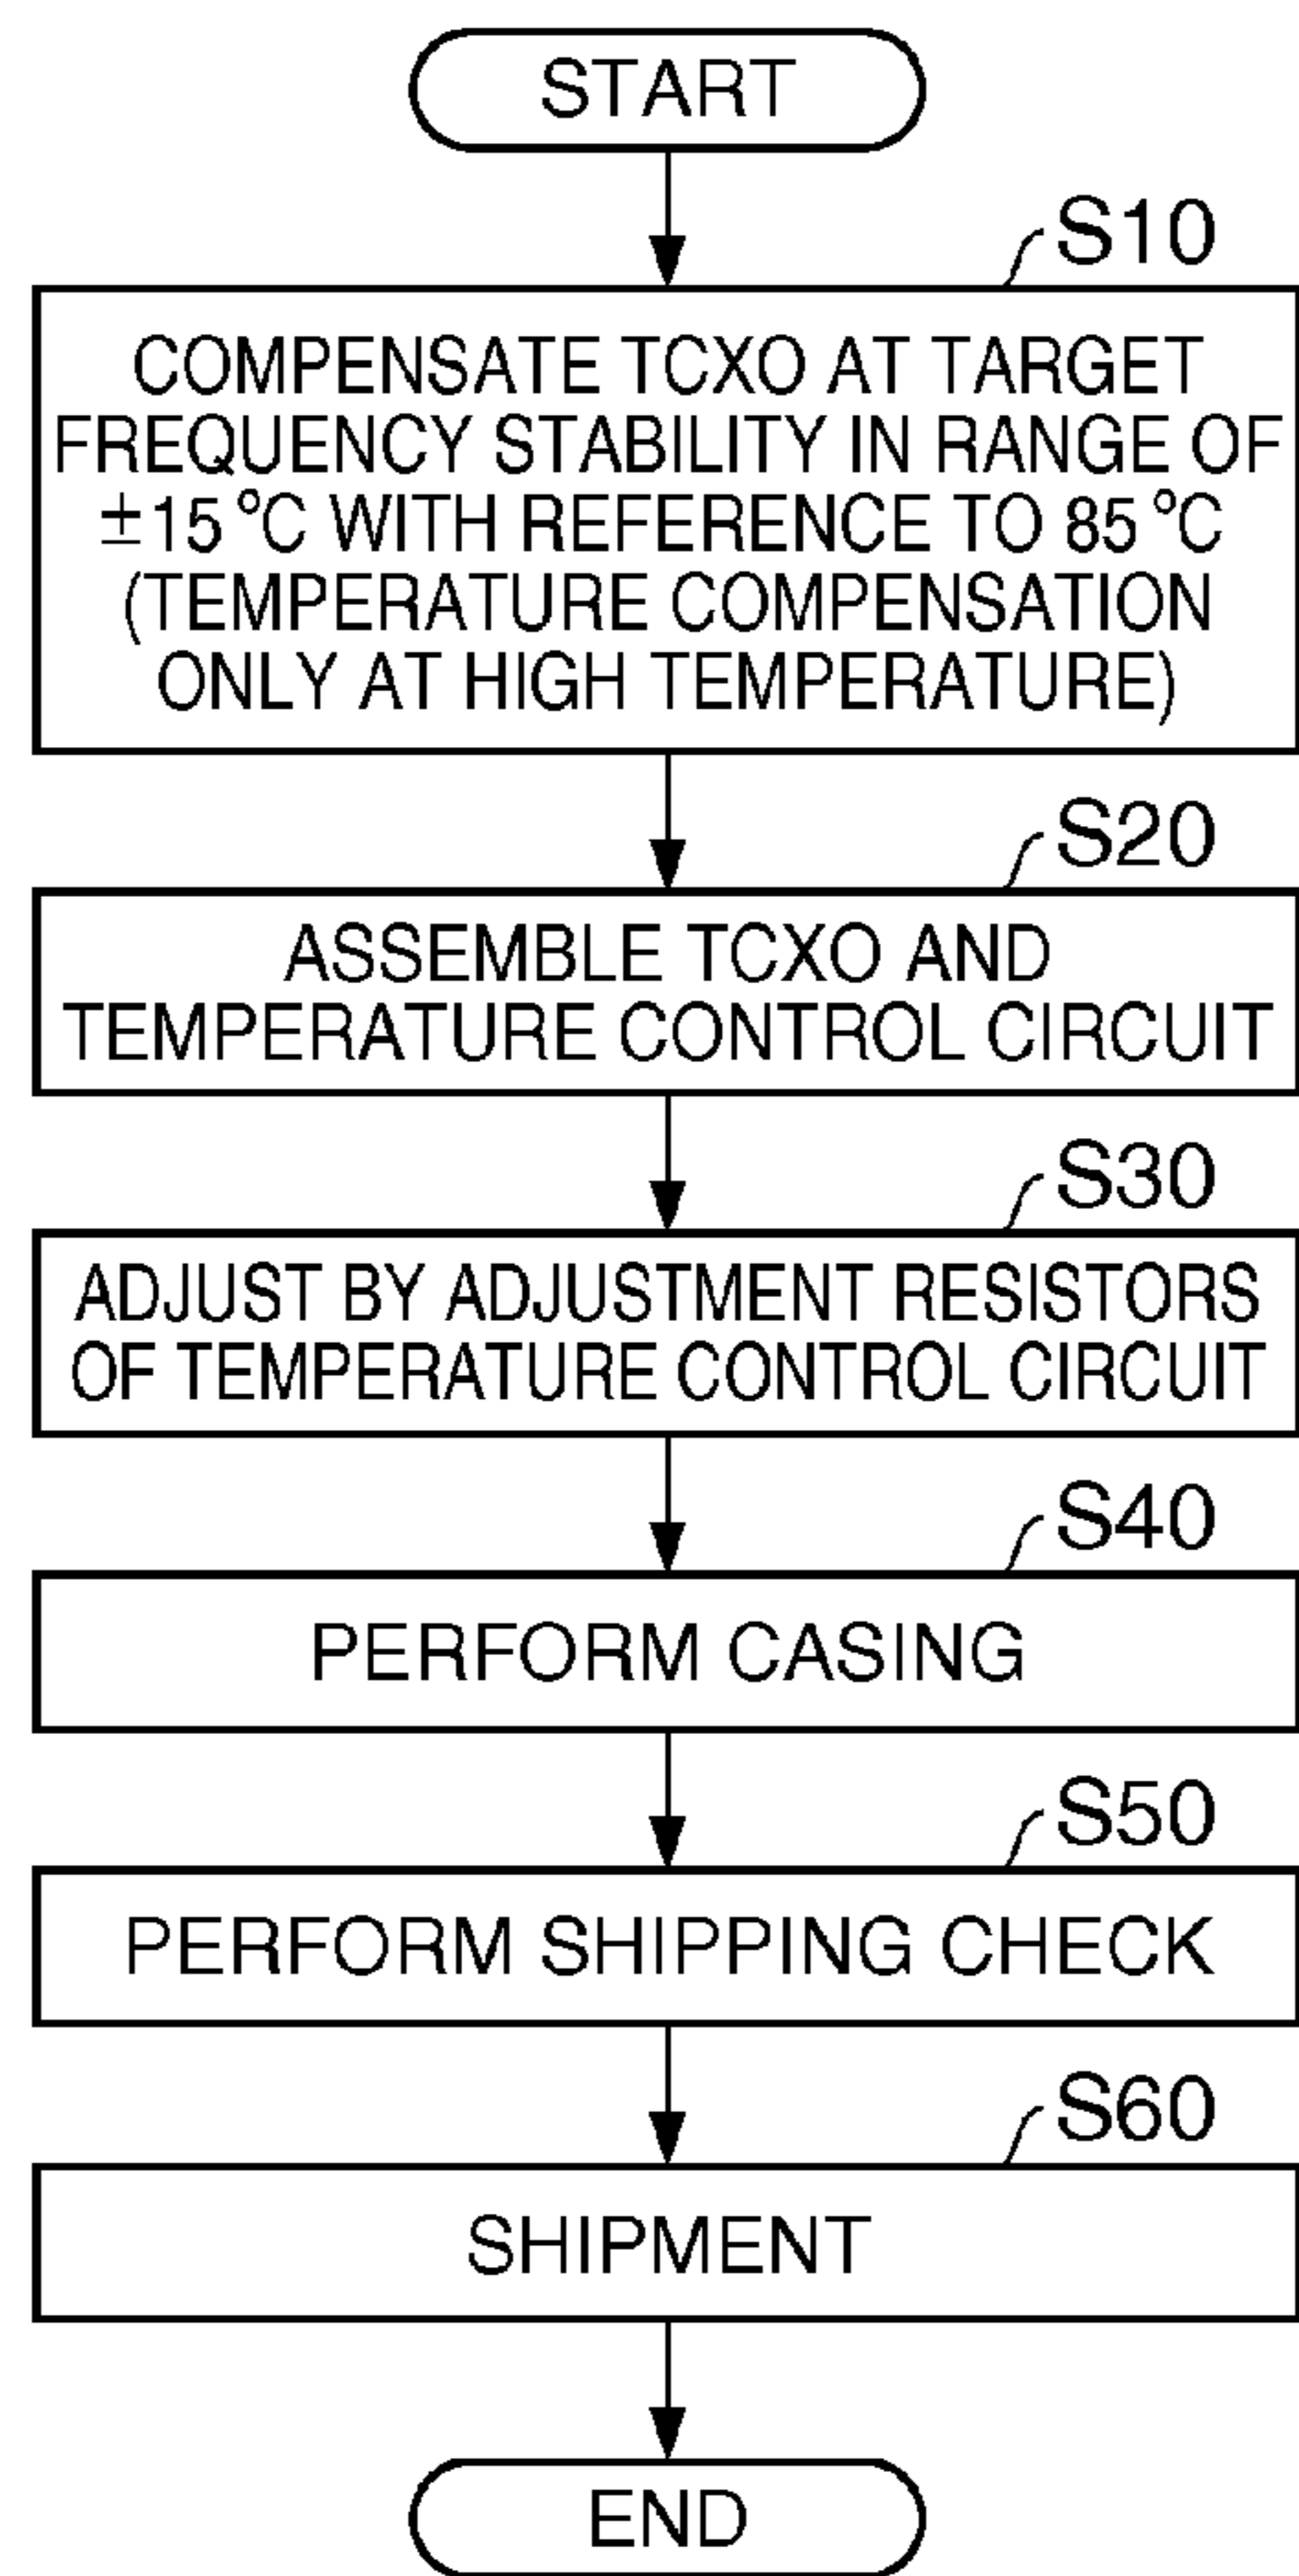 START
S10
COMPENSATE TCXO AT TARGET
FREQUENCY STABILITY IN RANGE OF
±15 °C WITH REFERENCE TO 85 °C
(TEMPERATURE COMPENSATION
ONLY AT HIGH TEMPERATURE)
S20
ASSEMBLE TCXO AND
TEMPERATURE CONTROL CIRCUIT
S30
ADJUST BY ADJUSTMENT RESISTORS
OF TEMPERATURE CONTROL CIRCUIT
S40
PERFORM CASING
S50
PERFORM SHIPPING CHECK
S60
SHIPMENT
END